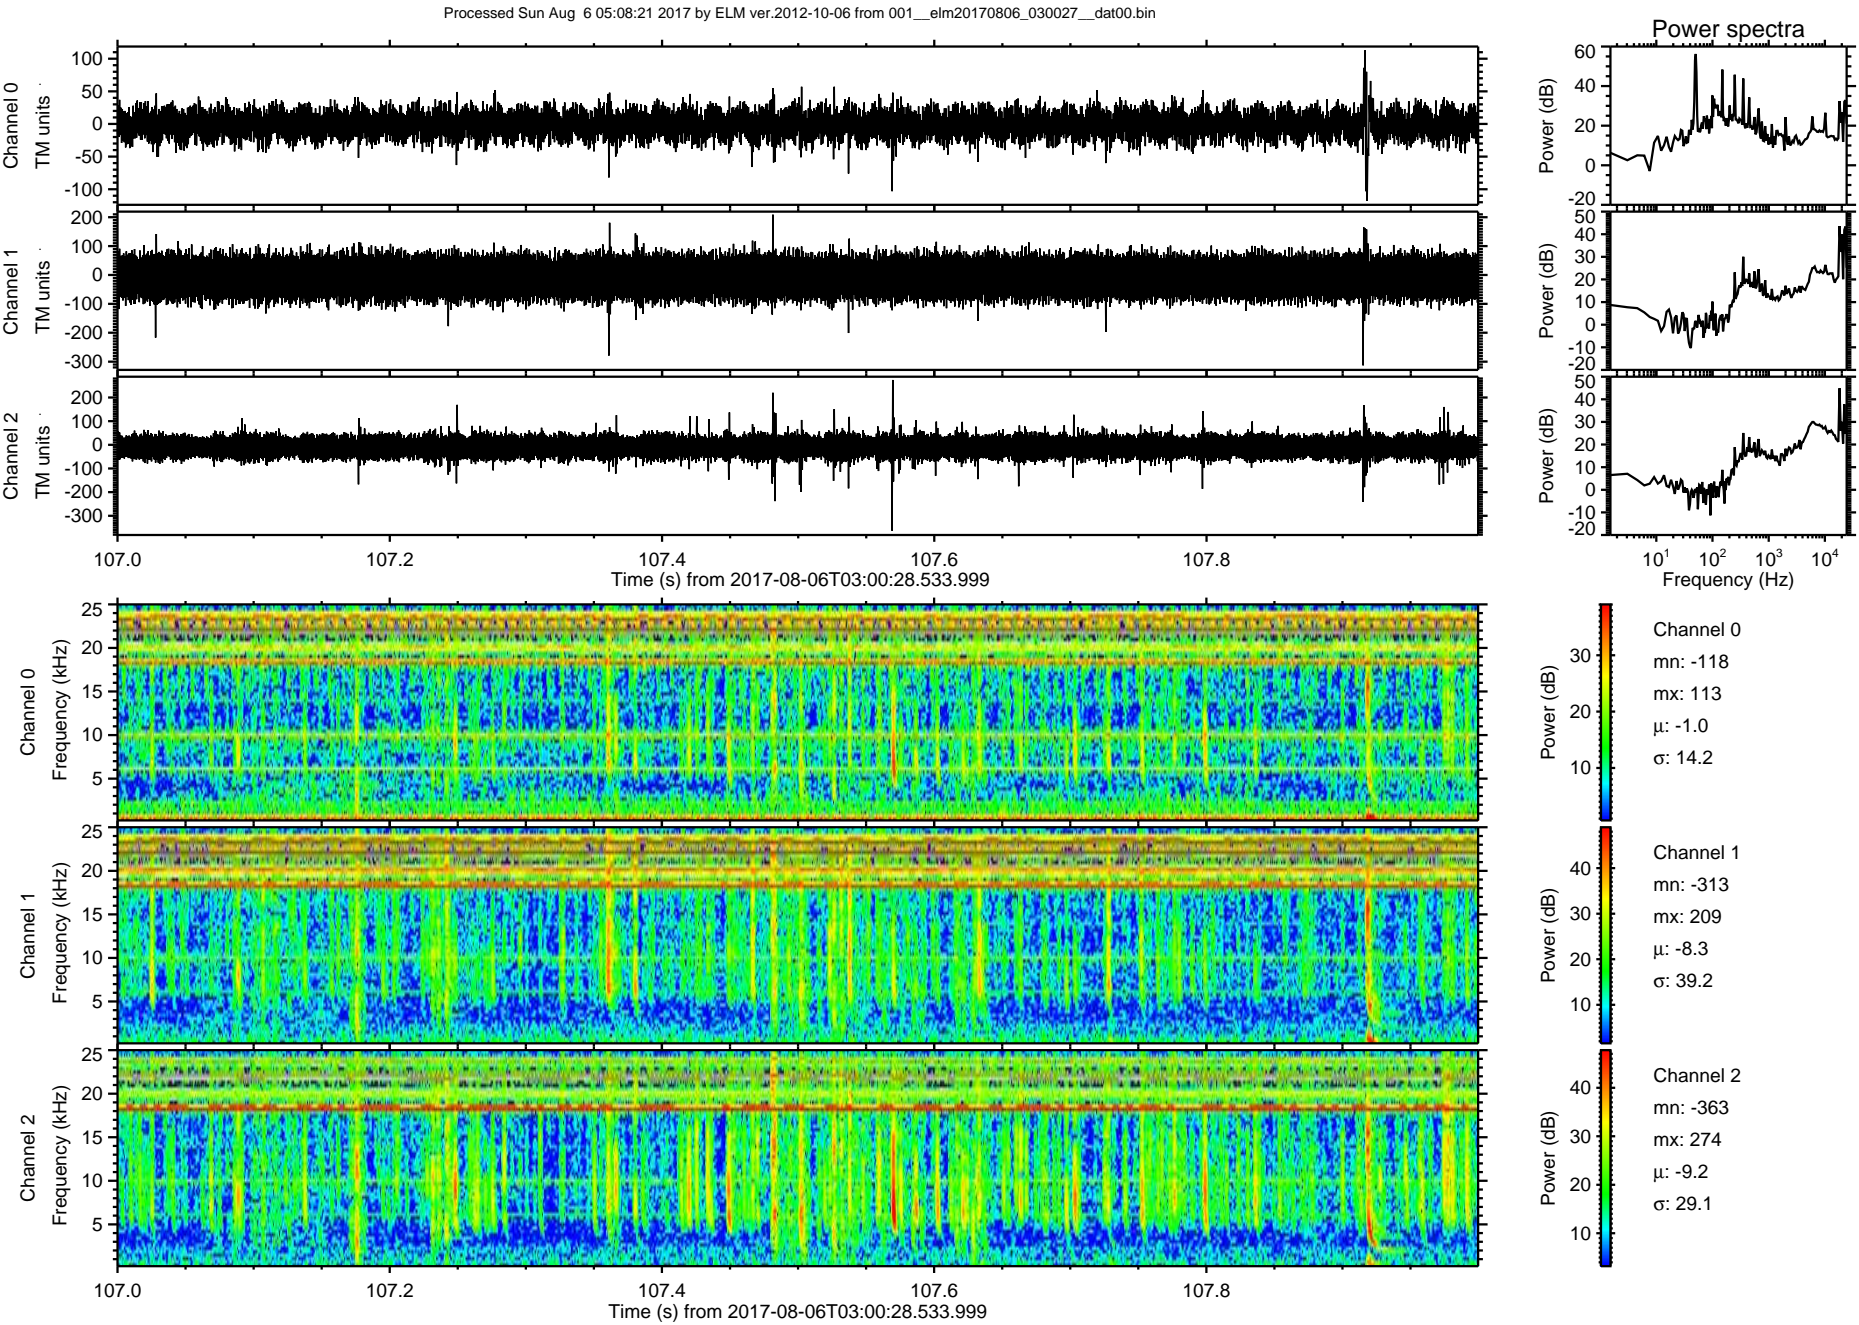 Processed Sun Aug  6 05:08:21 2017 by ELM ver.2012-10-06 from 001__elm20170806_030027__dat00.bin
Power spectra
Channel 0
TM units
100
50
0
-50
-100
Power (dB)
60
40
20
0
-20
Channel 1
TM units
200
100
0
-100
-200
-300
Power (dB)
50
40
30
20
10
0
-10
-20
Channel 2
TM units
200
100
0
-100
-200
-300
Power (dB)
50
40
30
20
10
0
-10
-20
107.0 107.2 107.4 107.6 107.8
Time (s) from 2017-08-06T03:00:28.533.999
10¹ 10² 10³ 10⁴
Frequency (Hz)
Channel 0
Frequency (kHz)
25
20
15
10
5
Power (dB)
30
20
10
Channel 0
mn: -118
mx: 113
μ: -1.0
σ: 14.2
Channel 1
Frequency (kHz)
25
20
15
10
5
Power (dB)
40
30
20
10
Channel 1
mn: -313
mx: 209
μ: -8.3
σ: 39.2
Channel 2
Frequency (kHz)
25
20
15
10
5
Power (dB)
40
30
20
10
Channel 2
mn: -363
mx: 274
μ: -9.2
σ: 29.1
107.0 107.2 107.4 107.6 107.8
Time (s) from 2017-08-06T03:00:28.533.999